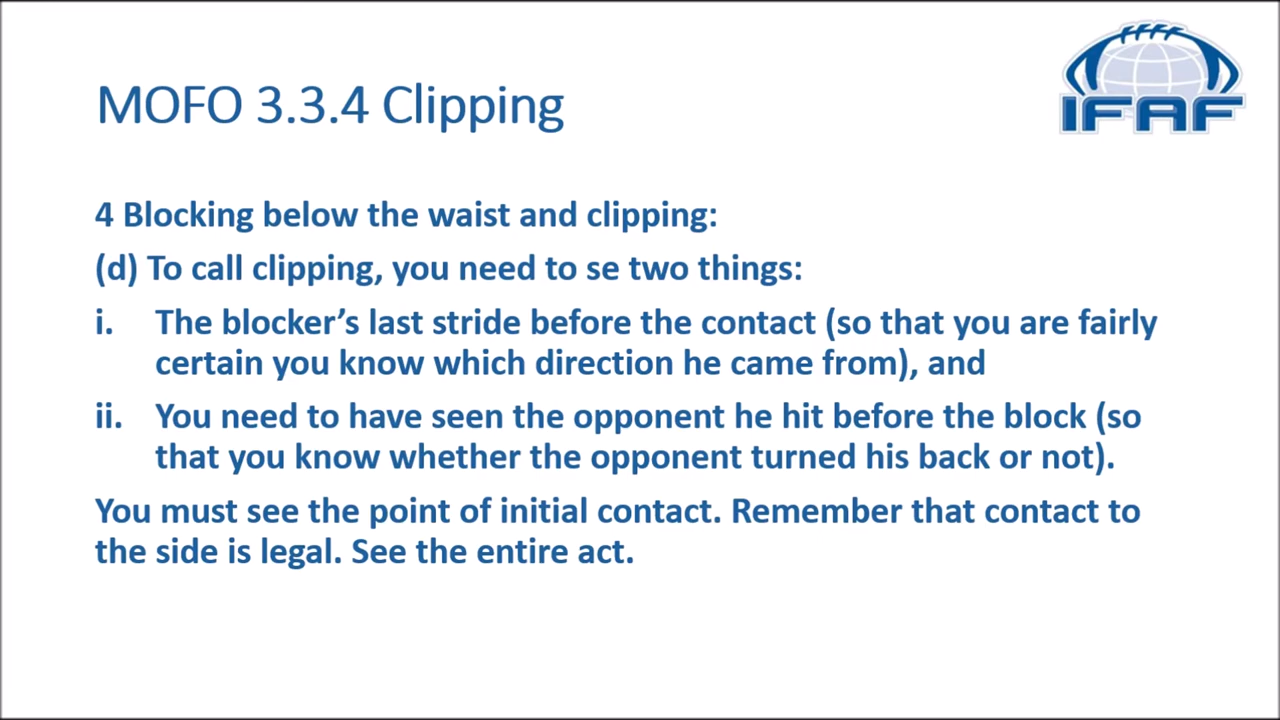 MOFO 3.3.4 Clipping
IFAF
4 Blocking below the waist and clipping:
(d) To call clipping, you need to se two things:
i. The blocker’s last stride before the contact (so that you are fairly
certain you know which direction he came from), and
ii. You need to have seen the opponent he hit before the block (so
that you know whether the opponent turned his back or not).
You must see the point of initial contact. Remember that contact to
the side is legal. See the entire act.